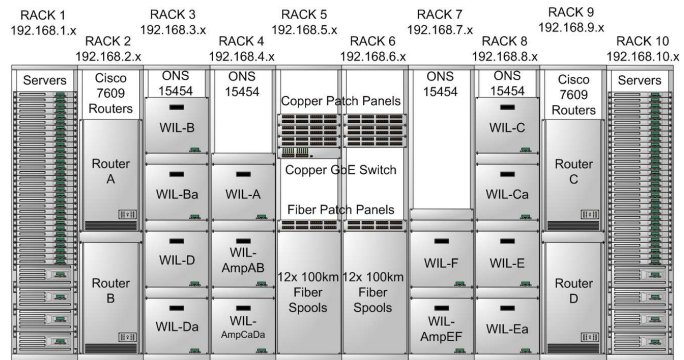 RACK 1
192.168.1.x
RACK 2
192.168.2.x
RACK 3
192.168.3.x
RACK 4
192.168.4.x
RACK 5
192.168.5.x
RACK 6
192.168.6.x
RACK 7
192.168.7.x
RACK 8
192.168.8.x
RACK 9
192.168.9.x
RACK 10
192.168.10.x
Servers
Cisco
7609
Routers
Router
A
Router
B
ONS
15454
WIL-B
WIL-Ba
WIL-D
WIL-Da
ONS
15454
WIL-A
WIL-
AmpAB
WIL-
AmpCaDa
Copper Patch Panels
Copper GbE Switch
Fiber Patch Panels
12x 100km
Fiber
Spools
12x 100km
Fiber
Spools
ONS
15454
WIL-F
WIL-
AmpEF
ONS
15454
WIL-C
WIL-Ca
WIL-E
WIL-Ea
Cisco
7609
Routers
Router
C
Router
D
Servers